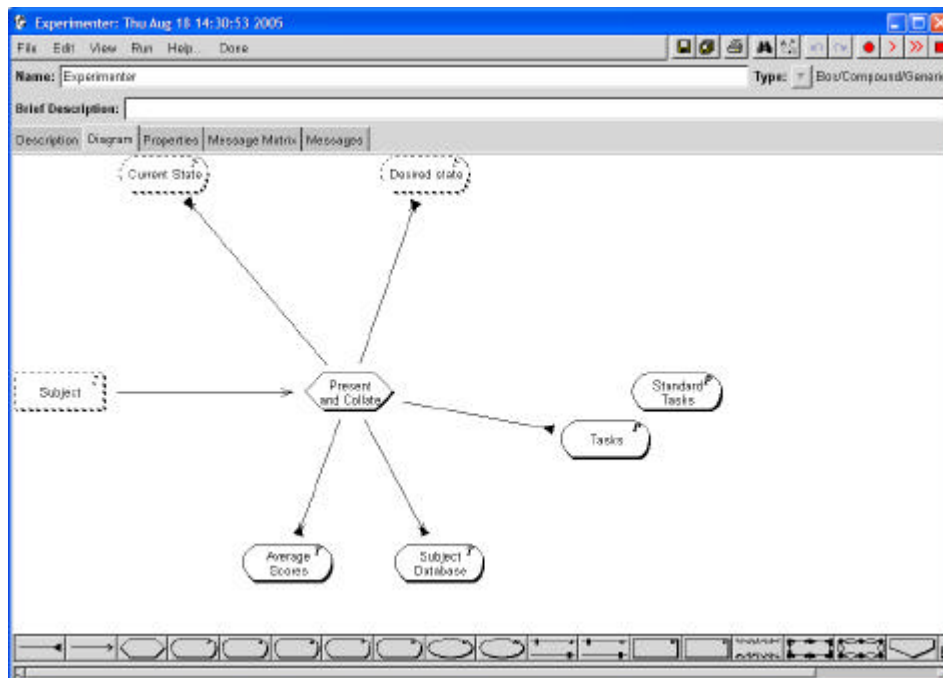 Experimenter: Thu Aug 18 14:30:53 2005
File Edit View Run Help... Done
Name: Experimenter Type: Box/Compound/Generic
Brief Description:
Description Diagram Properties Message Matrix Messages
Current State Desired state
Subject
Present
and Collate
Standard
Tasks
Tasks
Average
Scores
Subject
Database